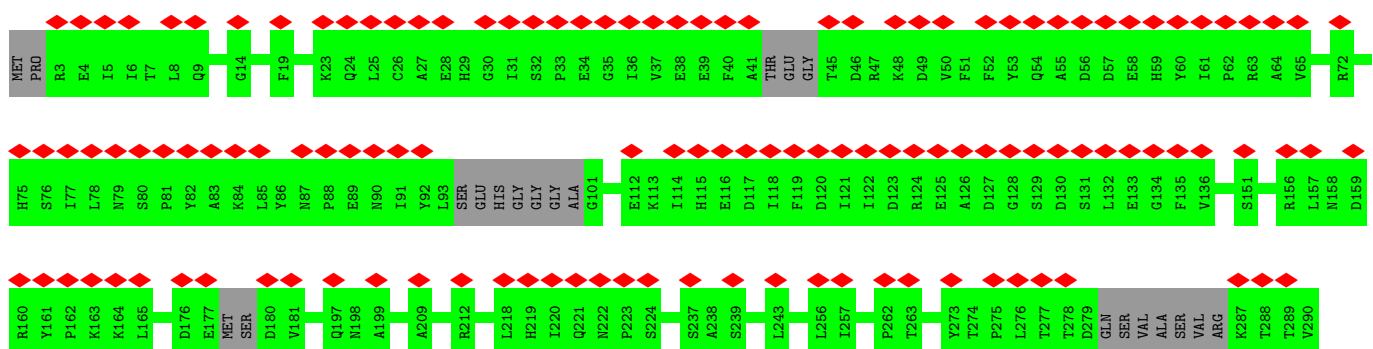 MET PRO R3 E4 I5 I6 T7 L8 Q9 G14 F19 K23 Q24 L25 C26 A27 E28 H29 G30 I31 S32 P33 E34 G35 I36 V37 E38 E39 F40 A41 THR GLU GLY T45 D46 R47 K48 D49 V50 F51 F52 Y53 Q54 A55 D56 D57 E58 H59 Y60 I61 P62 R63 A64 V65 R72
H75 S76 I77 L78 N79 S80 P81 Y82 A83 K84 L85 Y86 N87 P88 E89 N90 I91 Y92 L93 SER GLU HIS GLY GLY GLY ALA G101 E112 K113 I114 H115 E116 D117 I118 F119 D120 I121 I122 D123 R124 E125 A126 D127 G128 S129 D130 S131 L132 E133 G134 F135 V136 S151 R156 L157 N158 D159
R160 Y161 P162 K163 K164 L165 D176 E177 MET SER D180 V181 Q197 N198 A199 A209 R212 L218 H219 I220 Q221 N222 P223 S224 S237 A238 S239 L243 L256 I257 P262 T263 Y273 T274 P275 L276 T277 T278 D279 GLN SER VAL ALA SER VAL ARG K287 T288 T289 V290